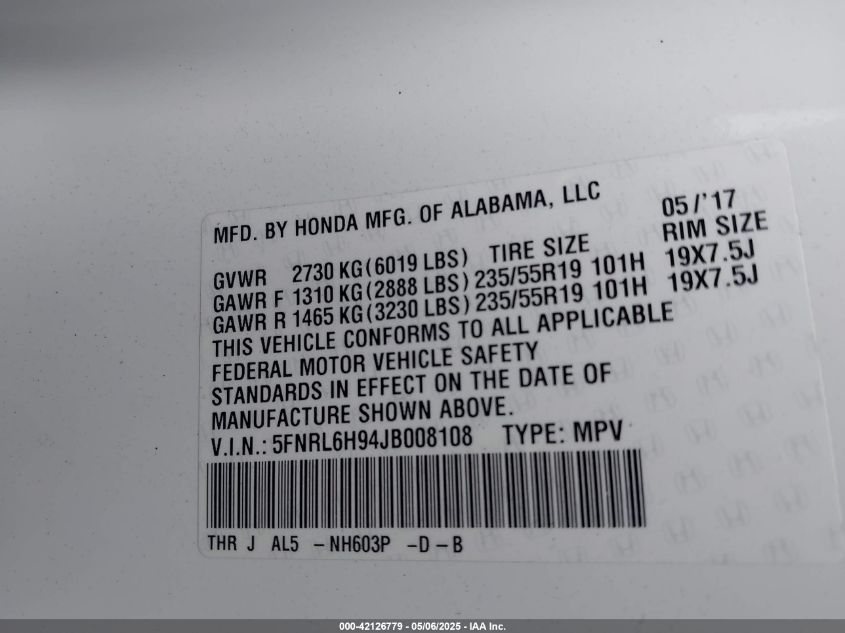 MFD. BY HONDA MFG. OF ALABAMA, LLC 05/'17
GVWR 2730 KG(6019 LBS) TIRE SIZE RIM SIZE
GAWR F 1310 KG(2888 LBS) 235/55R19 101H 19X7.5J
GAWR R 1465 KG(3230 LBS) 235/55R19 101H 19X7.5J
THIS VEHICLE CONFORMS TO ALL APPLICABLE
FEDERAL MOTOR VEHICLE SAFETY
STANDARDS IN EFFECT ON THE DATE OF
MANUFACTURE SHOWN ABOVE.
V.I.N.: 5FNRL6H94JB008108 TYPE: MPV
THR J AL5 -NH603P -D-B
000-42126779 - 05/06/2025 - IAA Inc.